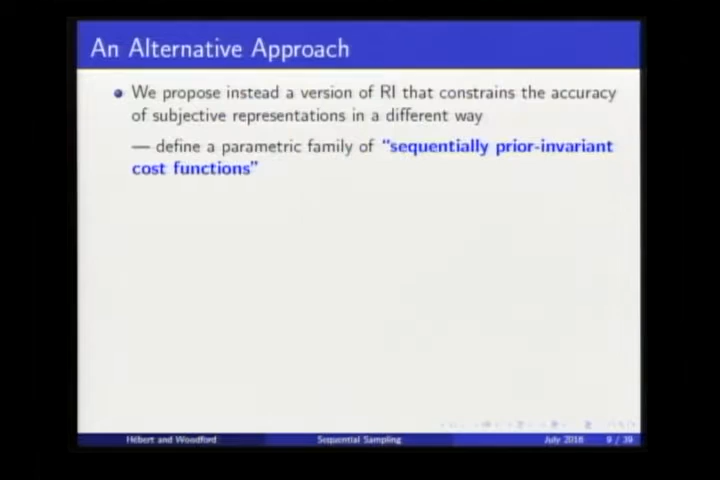 An Alternative Approach
We propose instead a version of RI that constrains the accuracy
of subjective representations in a different way
— define a parametric family of “sequentially prior-invariant
cost functions”
Hébert and Woodford Sequential Sampling July 2016 9 / 39